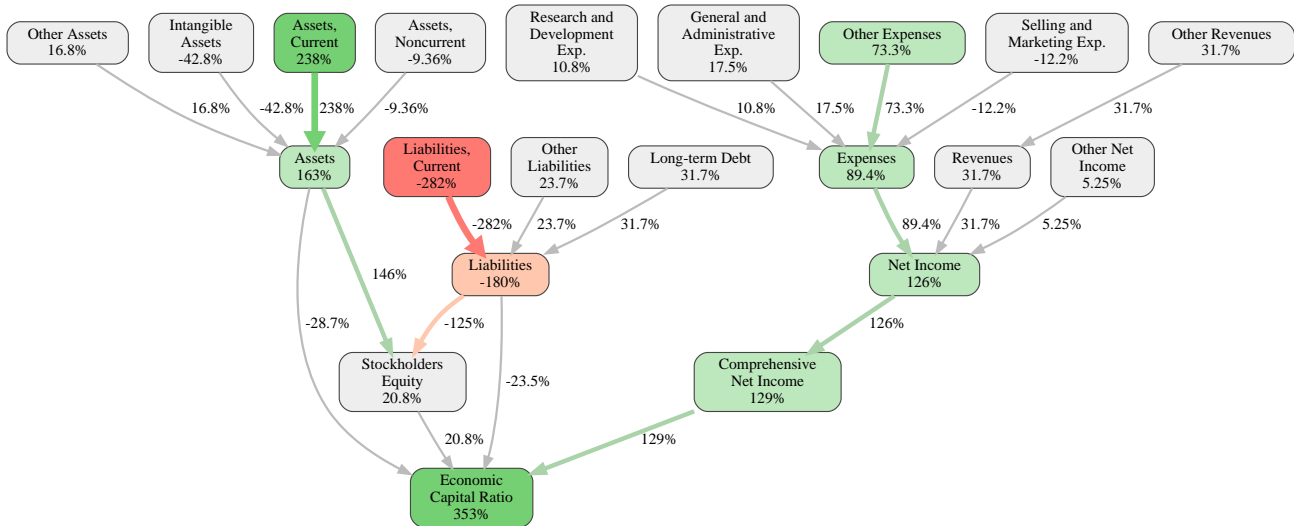 Other Assets
16.8%
Intangible
Assets
-42.8%
Assets,
Current
238%
Assets,
Noncurrent
-9.36%
Research and
Development
Exp.
10.8%
General and
Administrative
Exp.
17.5%
Other Expenses
73.3%
Selling and
Marketing Exp.
-12.2%
Other Revenues
31.7%
16.8%
-42.8%
238%
-9.36%
10.8%
17.5%
73.3%
-12.2%
31.7%
Assets
163%
Liabilities,
Current
-282%
Other
Liabilities
23.7%
Long-term Debt
31.7%
Expenses
89.4%
Revenues
31.7%
Other Net
Income
5.25%
-282%
23.7%
31.7%
89.4%
31.7%
5.25%
Liabilities
-180%
Net Income
126%
146%
-28.7%
-125%
126%
Stockholders
Equity
20.8%
-23.5%
Comprehensive
Net Income
129%
20.8%
129%
Economic
Capital Ratio
353%